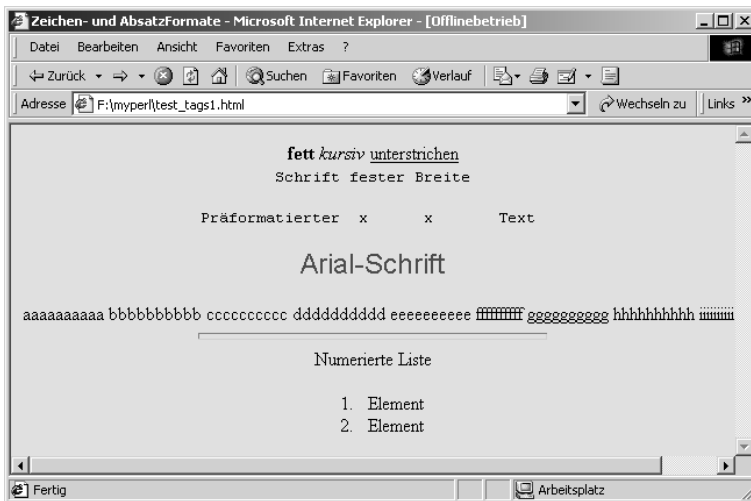 Zeichen- und AbsatzFormate - Microsoft Internet Explorer - [Offlinebetrieb]
Datei Bearbeiten Ansicht Favoriten Extras ?
Zurück Suchen Favoriten Verlauf
Adresse F:\myperl\test_tags1.html Wechseln zu Links »
fett kursiv unterstrichen
Schrift fester Breite
Präformatierter x x Text
Arial-Schrift
aaaaaaaaaa bbbbbbbbbb cccccccccc dddddddddd eeeeeeeeee ffffffffff gggggggggg hhhhhhhhhh iiiiiiiiii
Numerierte Liste
1. Element
2. Element
Fertig Arbeitsplatz